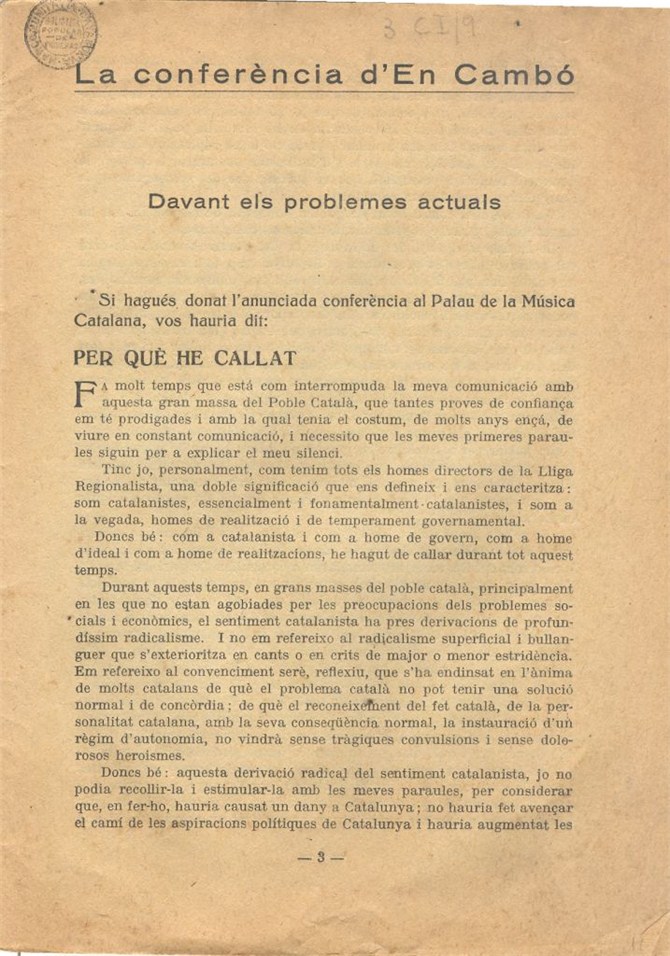 3 CI/9
La conferència d'En Cambó
Davant els problemes actuals
Si hagués donat l'anunciada conferència al Palau de la Música
Catalana, vos hauria dit:
PER QUÈ HE CALLAT
FA molt temps que está com interrompuda la meva comunicació amb
aquesta gran massa del Poble Català, que tantes proves de confiança
em té prodigades i amb la qual tenia el costum, de molts anys ençá, de
viure en constant comunicació, i necessito que les meves primeres parau-
les siguin per a explicar el meu silenci.
Tinc jo, personalment, com tenim tots els homes directors de la Lliga
Regionalista, una doble significació que ens defineix i ens caracteritza:
som catalanistes, essencialment i fonamentalment catalanistes, i som a
la vegada, homes de realització i de temperament governamental.
Doncs bé: com a catalanista i com a home de govern, com a home
d'ideal i com a home de realitzacions, he hagut de callar durant tot aquest
temps.
Durant aquests temps, en grans masses del poble català, principalment
en les que no estan agobiades per les preocupacions dels problemes so-
cials i econòmics, el sentiment catalanista ha pres derivacions de profun-
díssim radicalisme. I no em refereixo al radicalisme superficial i bullan-
guer que s'exterioritza en cants o en crits de major o menor estridència.
Em refereixo al convenciment serè, reflexiu, que s'ha endinsat en l'ànima
de molts catalans de què el problema català no pot tenir una solució
normal i de concòrdia; de què el reconeixement del fet català, de la per-
sonalitat catalana, amb la seva conseqüència normal, la instauració d'un
règim d'autonomia, no vindrà sense tràgiques convulsions i sense dolo-
rosos heroismes.
Doncs bé: aquesta derivació radical del sentiment catalanista, jo no
podia recollir-la i estimular-la amb les meves paraules, per considerar
que, en fer-ho, hauria causat un dany a Catalunya; no hauria fet avençar
el camí de les aspiracions polítiques de Catalunya i hauria augmentat les
— 3 —